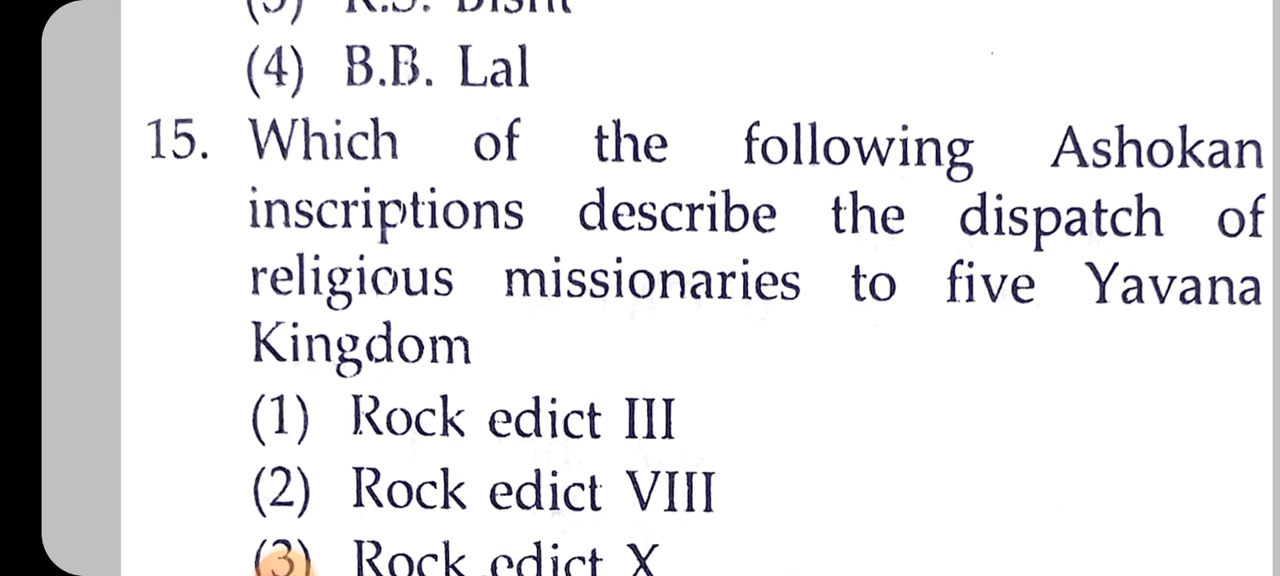 (4) B.B. Lal
15. Which of the following Ashokan
inscriptions describe the dispatch of
religious missionaries to five Yavana
Kingdom
(1) Rock edict III
(2) Rock edict VIII
(3) Rock edict X